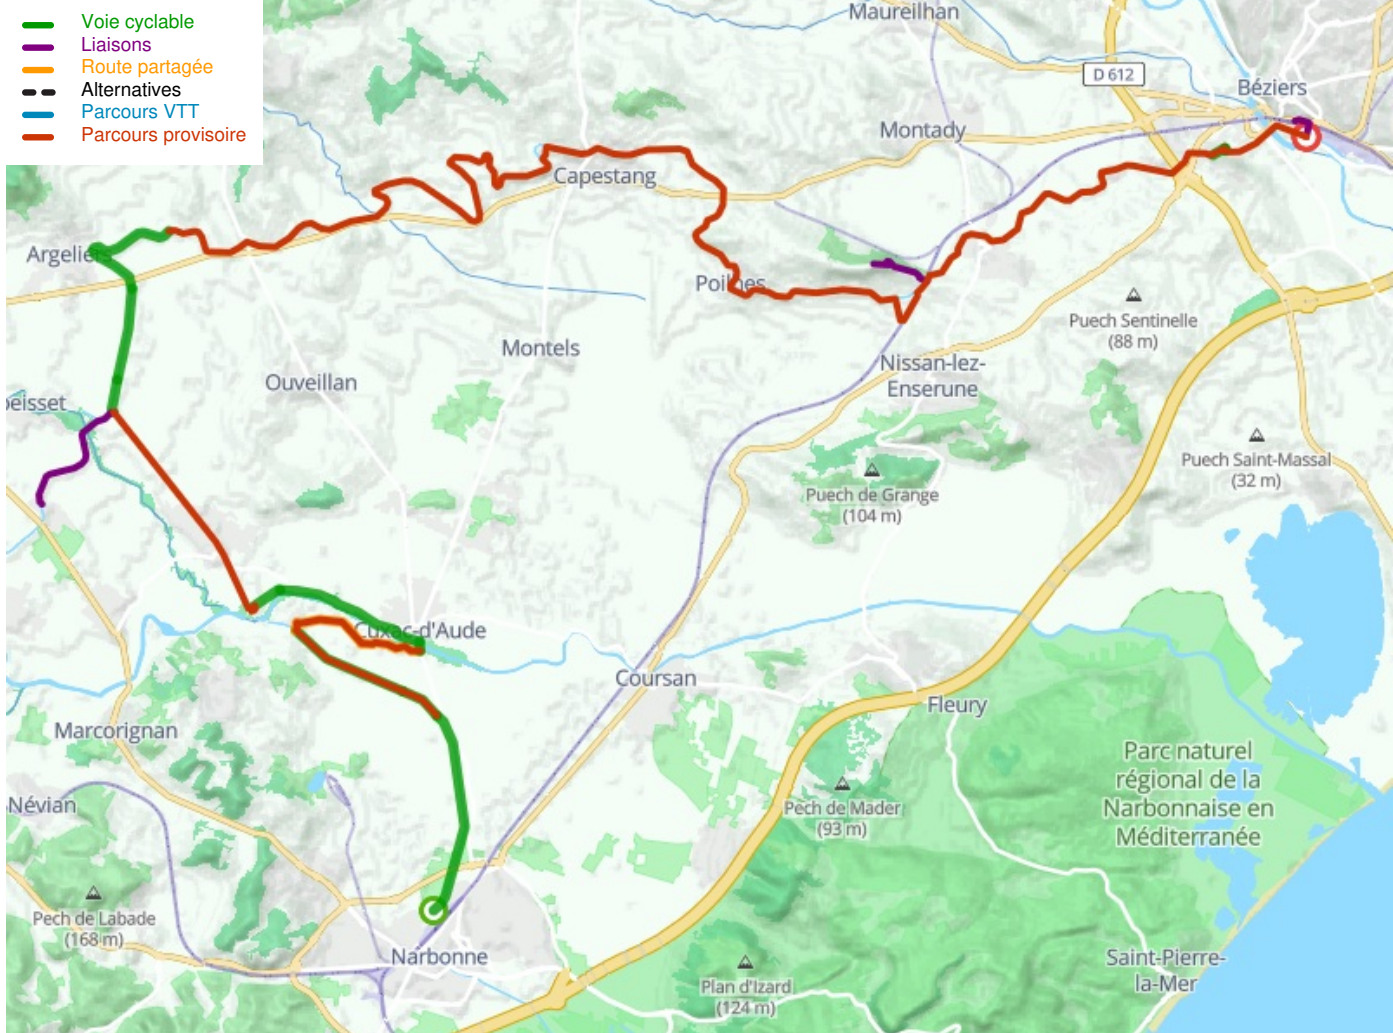 Voie cyclable
Liaisons
Route partagée
Alternatives
Parcours VTT
Parcours provisoire
Maureilhan
D 612
Béziers
Montady
Capestang
Argeliers
Poilhes
Puech Sentinelle
(88 m)
Montels
Nissan-lez-
Enserune
Ouveillan
peisset
Puech Saint-Massal
(32 m)
Puech de Grange
(104 m)
Cuxac-d'Aude
Coursan
Fleury
Marcorignan
Parc naturel
régional de la
Narbonnaise en
Méditerranée
Névian
Pech de Mader
(93 m)
Pech de Labade
(168 m)
Narbonne
Saint-Pierre-
la-Mer
Plan d'Izard
(124 m)